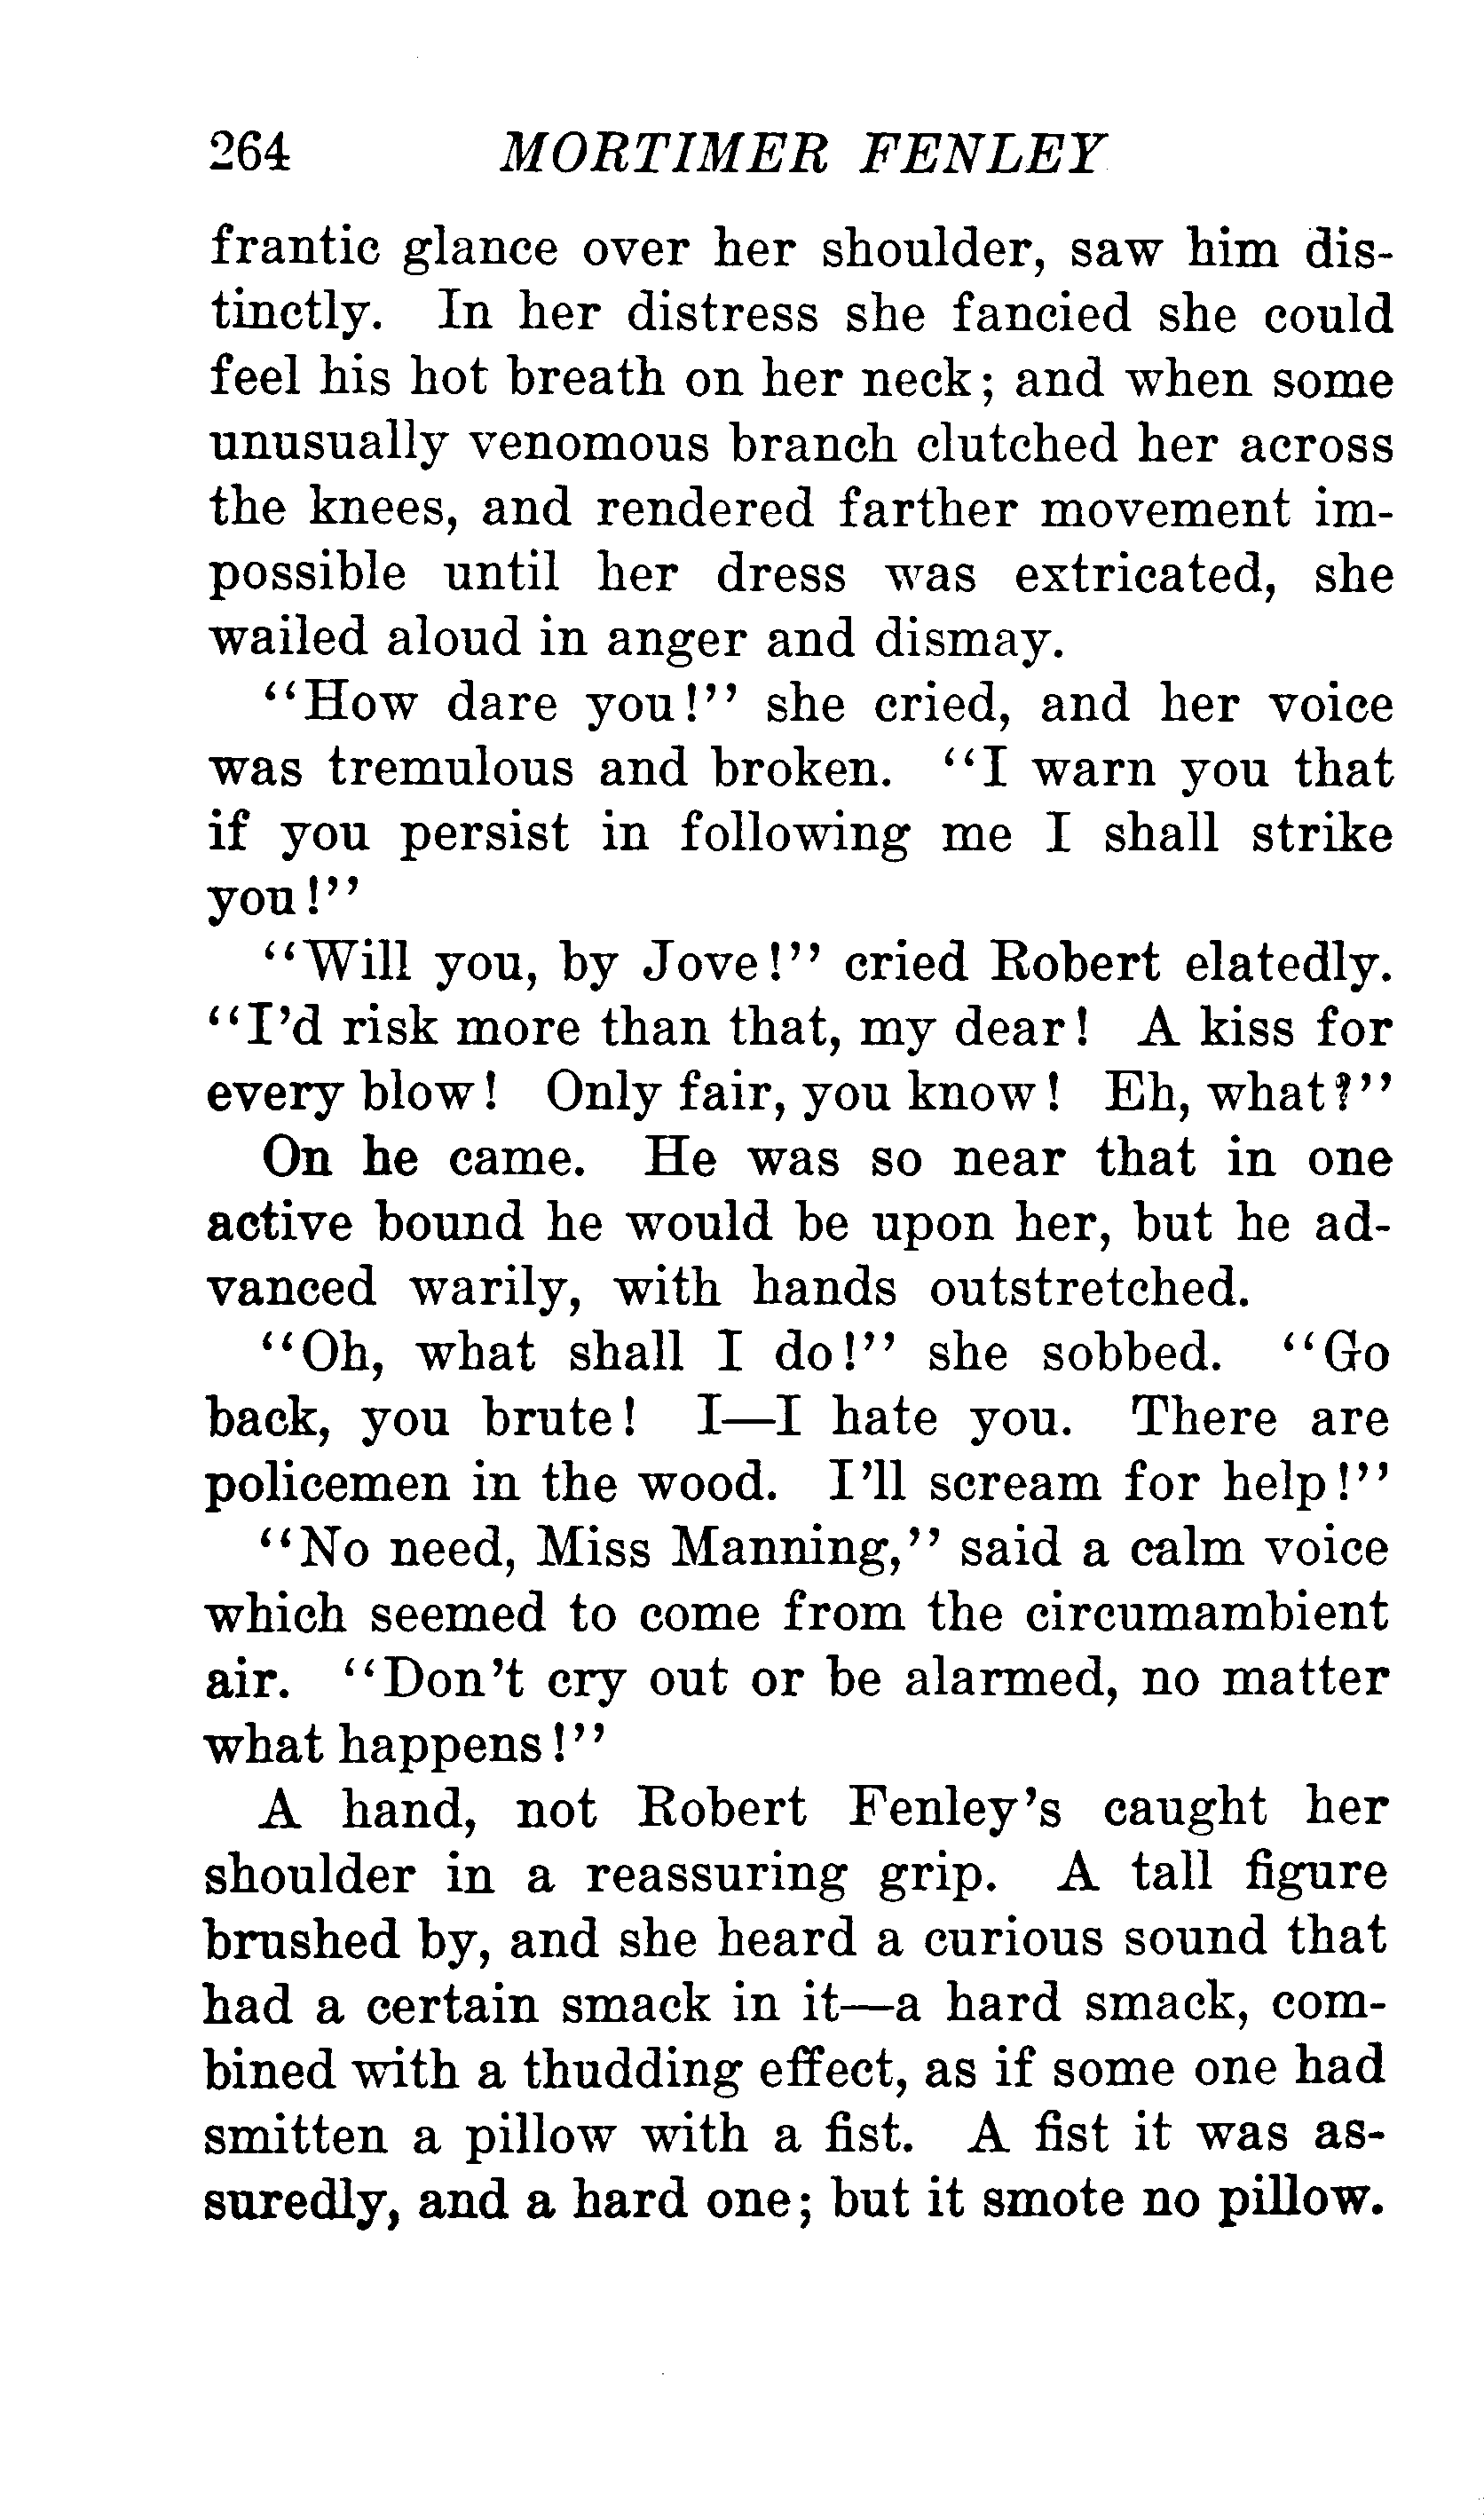 264 MORTIMER FENLEY
frantic glance over her shoulder, saw him dis-
tinctly. In her distress she fancied she could
feel his hot breath on her neck; and when some
unusually venomous branch clutched her across
the knees, and rendered farther movement im-
possible until her dress was extricated, she
wailed aloud in anger and dismay.
"How dare you!" she cried, and her voice
was tremulous and broken. "I warn you that
if you persist in following me I shall strike
you!"
"Will you, by Jove!" cried Robert elatedly.
"I'd risk more than that, my dear! A kiss for
every blow! Only fair, you know! Eh, what?"
On he came. He was so near that in one
active bound he would be upon her, but he ad-
vanced warily, with hands outstretched.
"Oh, what shall I do!" she sobbed. "Go
back, you brute! I—I hate you. There are
policemen in the wood. I'll scream for help!"
"No need, Miss Manning," said a calm voice
which seemed to come from the circumambient
air. "Don't cry out or be alarmed, no matter
what happens!"
A hand, not Robert Fenley's caught her
shoulder in a reassuring grip. A tall figure
brushed by, and she heard a curious sound that
had a certain smack in it—a hard smack, com-
bined with a thudding effect, as if some one had
smitten a pillow with a fist. A fist it was as-
suredly, and a hard one; but it smote no pillow.